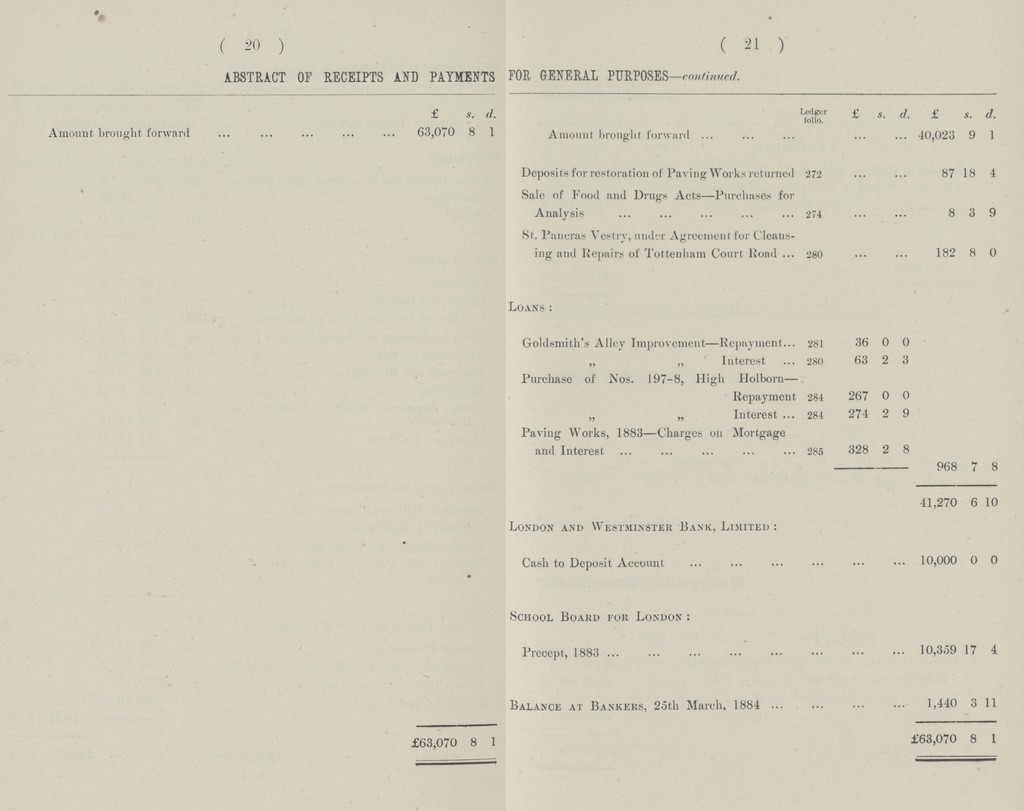 ( 20 )
ABSTRACT OF RECEIPTS AND PAYMENTS
£ s. d.
Amount brought forward ... ... ... ... ... 63,070 8 1
£63,070 8 1
( 21 )
FOR GENERAL PURPOSES—continued.
Ledger folio. £ s. d. £ s. d.
Amount brought forward ... ... ... ... ... 40,023 9 1
Deposits for restoration of Paving Works returned 272 ... ... 87 18 4
Sale of Food and Drugs Acts—Purchases for
Analysis ... ... ... ... ... 274 ... ... 8 3 9
St. Pancras Vestry, under Agreement for Cleans-
ing and Repairs of Tottenham Court Road ... 280 ... ... 182 8 0
LOANS :
Goldsmith's Alley Improvement—Repayment... 281 36 0 0
„ „ Interest ... 280 63 2 3
Purchase of Nos. 197-8, High Holborn—
Repayment 284 267 0 0
„ „ Interest ... 284 274 2 9
Paving Works, 1883—Charges on Mortgage
and Interest ... ... ... ... ... 285 328 2 8
968 7 8
41,270 6 10
LONDON AND WESTMINSTER BANK, LIMITED :
Cash to Deposit Account ... ... ... ... ... ... 10,000 0 0
SCHOOL BOARD FOR LONDON :
Precept, 1883 ... ... ... ... ... ... ... ... 10,359 17 4
BALANCE AT BANKERS, 25th March, 1884 ... ... ... ... 1,440 3 11
£63,070 8 1